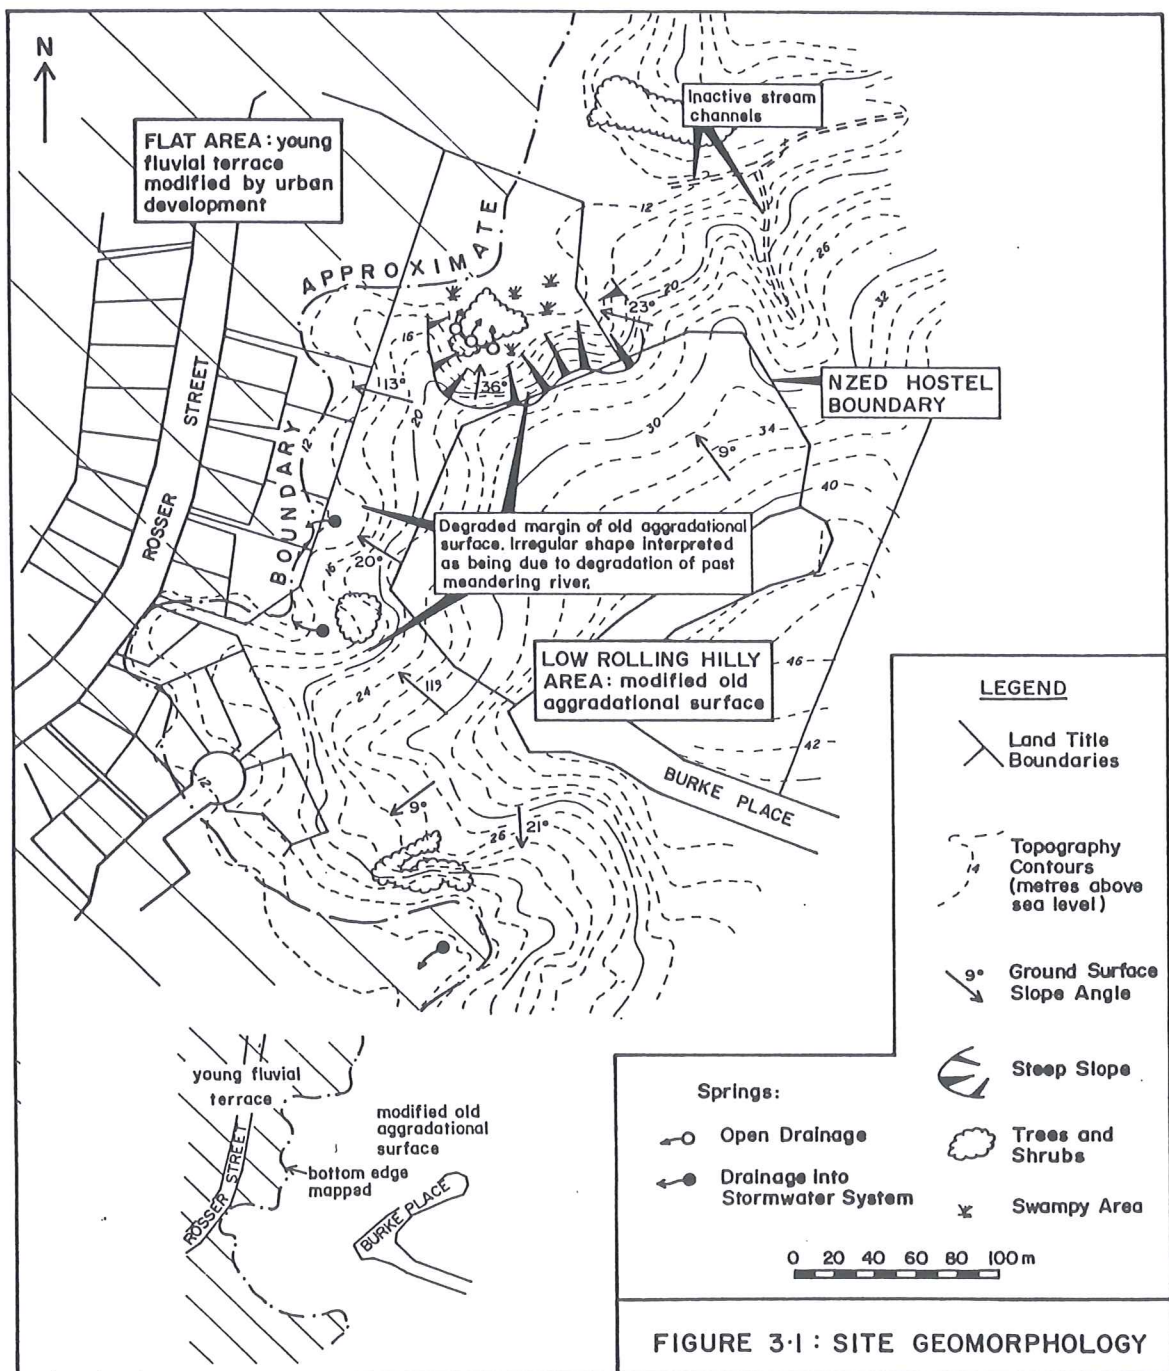 N
Inactive stream
channels
FLAT AREA : young
fluvial terrace
modified by urban
development
APPROXIMATE
BOUNDARY
12
26
20
32
23°
16
36°
13°
20
12
NZED HOSTEL
BOUNDARY
30
34
9°
40
ROSSER STREET
Degraded margin of old aggradational
surface. Irregular shape interpreted
as being due to degradation of past
meandering river.
16
20°
LOW ROLLING HILLY
AREA: modified old
aggradational surface
46
24
119
42
BURKE PLACE
12
9°
21°
26
LEGEND
Land Title
Boundaries
14
Topography
Contours
(metres above
sea level)
9°
Ground Surface
Slope Angle
Steep Slope
Trees and
Shrubs
Swampy Area
Springs:
Open Drainage
Drainage Into
Stormwater System
0 20 40 60 80 100m
young fluvial
terrace
modified old
aggradational
surface
bottom edge
mapped
ROSSER STREET
BURKE PLACE
FIGURE 3·1 : SITE GEOMORPHOLOGY